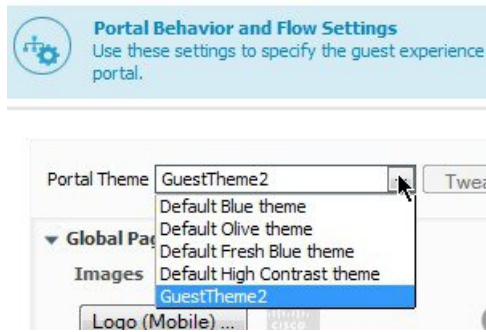 Portal Behavior and Flow Settings
Use these settings to specify the guest experience
portal.
Portal Theme GuestTheme2 Twea
Default Blue theme
Default Olive theme
Global Pag
Default Fresh Blue theme
Images Default High Contrast theme
GuestTheme2
Logo (Mobile) ...
cisco